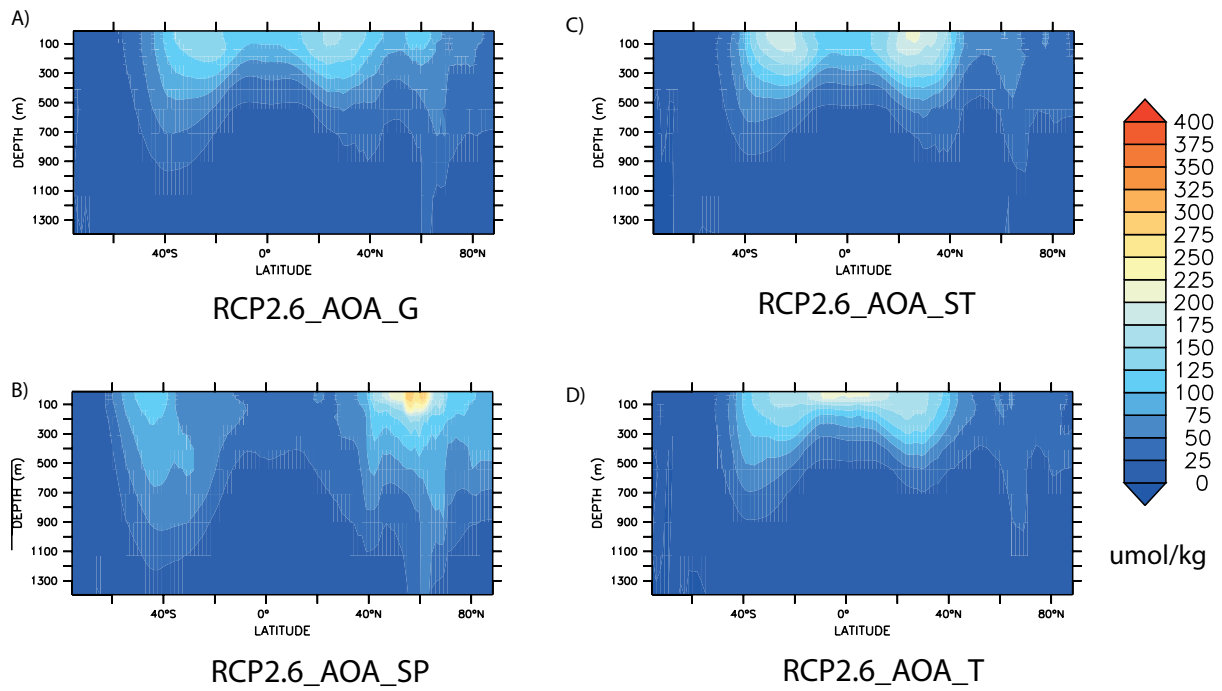 A)
100
300
500
700
900
1100
1300
DEPTH (m)
40°S
0°
40°N
80°N
LATITUDE
RCP2.6_AOA_G
C)
100
300
500
700
900
1100
1300
DEPTH (m)
40°S
0°
40°N
80°N
LATITUDE
RCP2.6_AOA_ST
B)
100
300
500
700
900
1100
1300
DEPTH (m)
40°S
0°
40°N
80°N
LATITUDE
RCP2.6_AOA_SP
D)
100
300
500
700
900
1100
1300
DEPTH (m)
40°S
0°
40°N
80°N
LATITUDE
RCP2.6_AOA_T
400
375
350
325
300
275
250
225
200
175
150
125
100
75
50
25
0
umol/kg